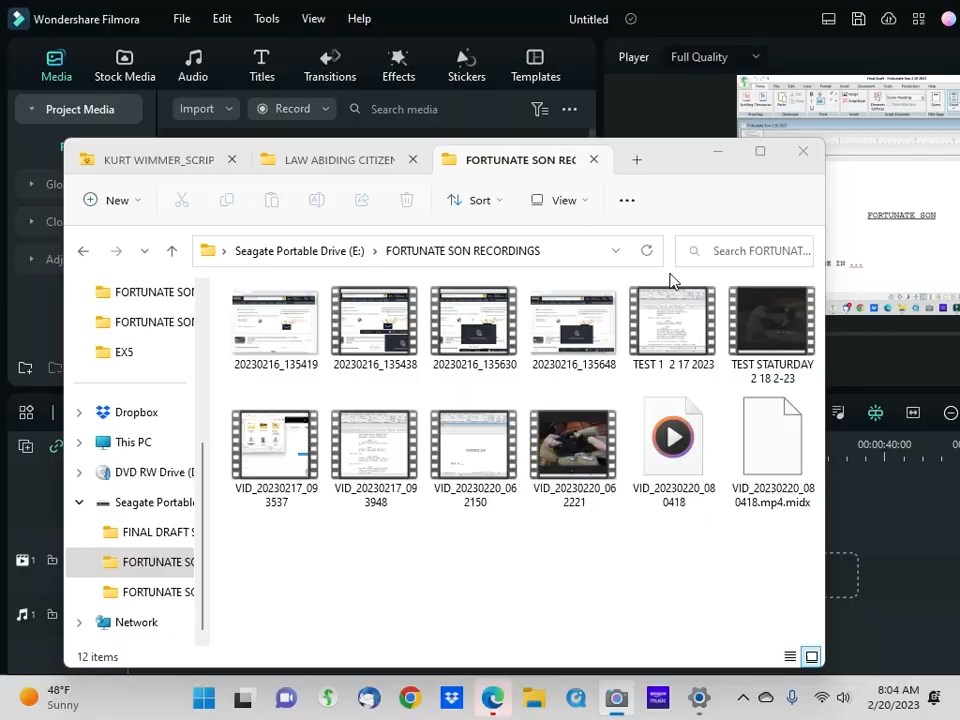 Wondershare Filmora File Edit Tools View Help Untitled
Media Stock Media Audio Titles Transitions Effects Stickers Templates
Player Full Quality
Project Media Import Record Search media
KURT WIMMER_SCRIP LAW ABIDING CITIZEN FORTUNATE SON REC
New Sort View
Seagate Portable Drive (E:) FORTUNATE SON RECORDINGS Search FORTUNAT...
FORTUNATE SON
FORTUNATE SON
FORTUNATE SON
EX5
Dropbox
This PC
DVD RW Drive (
Seagate Portable
FINAL DRAFT S
FORTUNATE SO
FORTUNATE SO
Network
20230216_135419 20230216_135438 20230216_135630 20230216_135648 TEST 1 2 17 2023 TEST STATURDAY
2 18 2-23
VID_20230217_09 VID_20230217_09 VID_20230220_06 VID_20230220_06 VID_20230220_08 VID_20230220_08
3537 3948 2150 2221 0418 0418.mp4.midx
00:00:40:00
1
1
12 items
48°F
Sunny
8:04 AM
2/20/2023